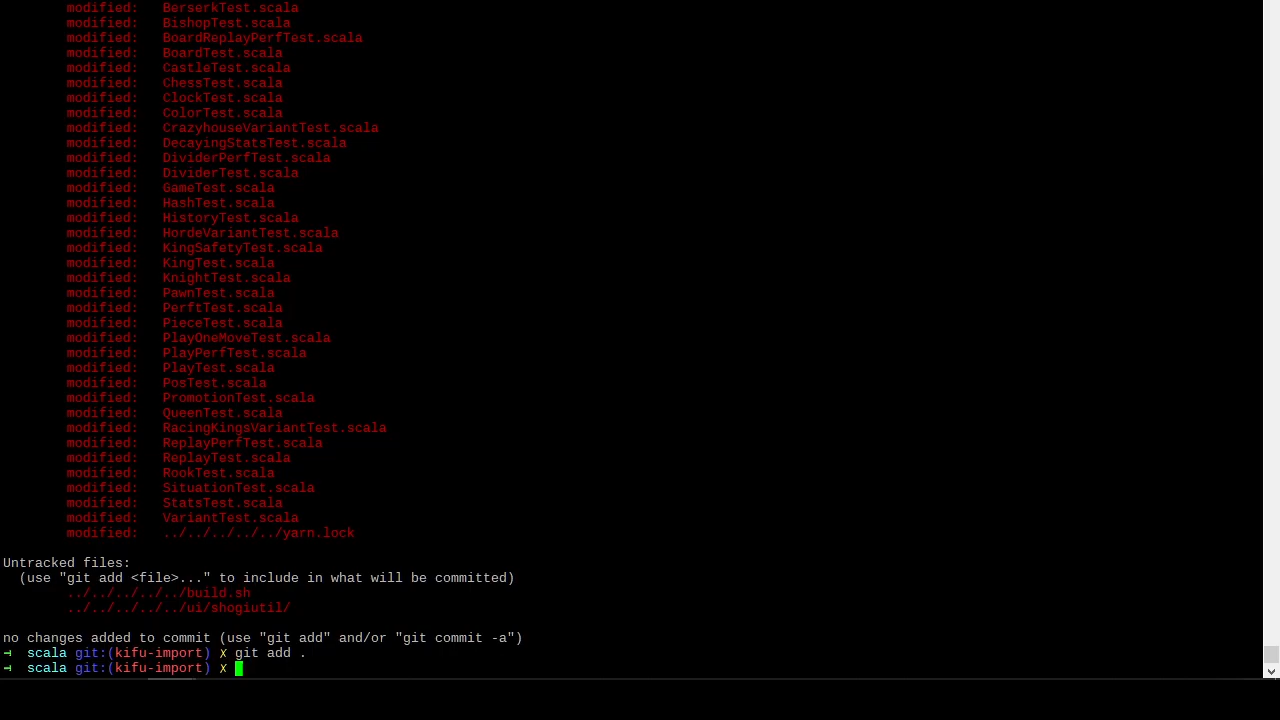 modified:   BerserkTest.scala
modified:   BishopTest.scala
modified:   BoardReplayPerfTest.scala
modified:   BoardTest.scala
modified:   CastleTest.scala
modified:   ChessTest.scala
modified:   ClockTest.scala
modified:   ColorTest.scala
modified:   CrazyhouseVariantTest.scala
modified:   DecayingStatsTest.scala
modified:   DividerPerfTest.scala
modified:   DividerTest.scala
modified:   GameTest.scala
modified:   HashTest.scala
modified:   HistoryTest.scala
modified:   HordeVariantTest.scala
modified:   KingSafetyTest.scala
modified:   KingTest.scala
modified:   KnightTest.scala
modified:   PawnTest.scala
modified:   PerftTest.scala
modified:   PieceTest.scala
modified:   PlayOneMoveTest.scala
modified:   PlayPerfTest.scala
modified:   PlayTest.scala
modified:   PosTest.scala
modified:   PromotionTest.scala
modified:   QueenTest.scala
modified:   RacingKingsVariantTest.scala
modified:   ReplayPerfTest.scala
modified:   ReplayTest.scala
modified:   RookTest.scala
modified:   SituationTest.scala
modified:   StatsTest.scala
modified:   VariantTest.scala
modified:   ../../../../../yarn.lock
Untracked files:
(use "git add <file>..." to include in what will be committed)
../../../../../build.sh
../../../../../ui/shogiutil/
no changes added to commit (use "git add" and/or "git commit -a")
scala git:(kifu-import) ✗ git add .
scala git:(kifu-import) ✗